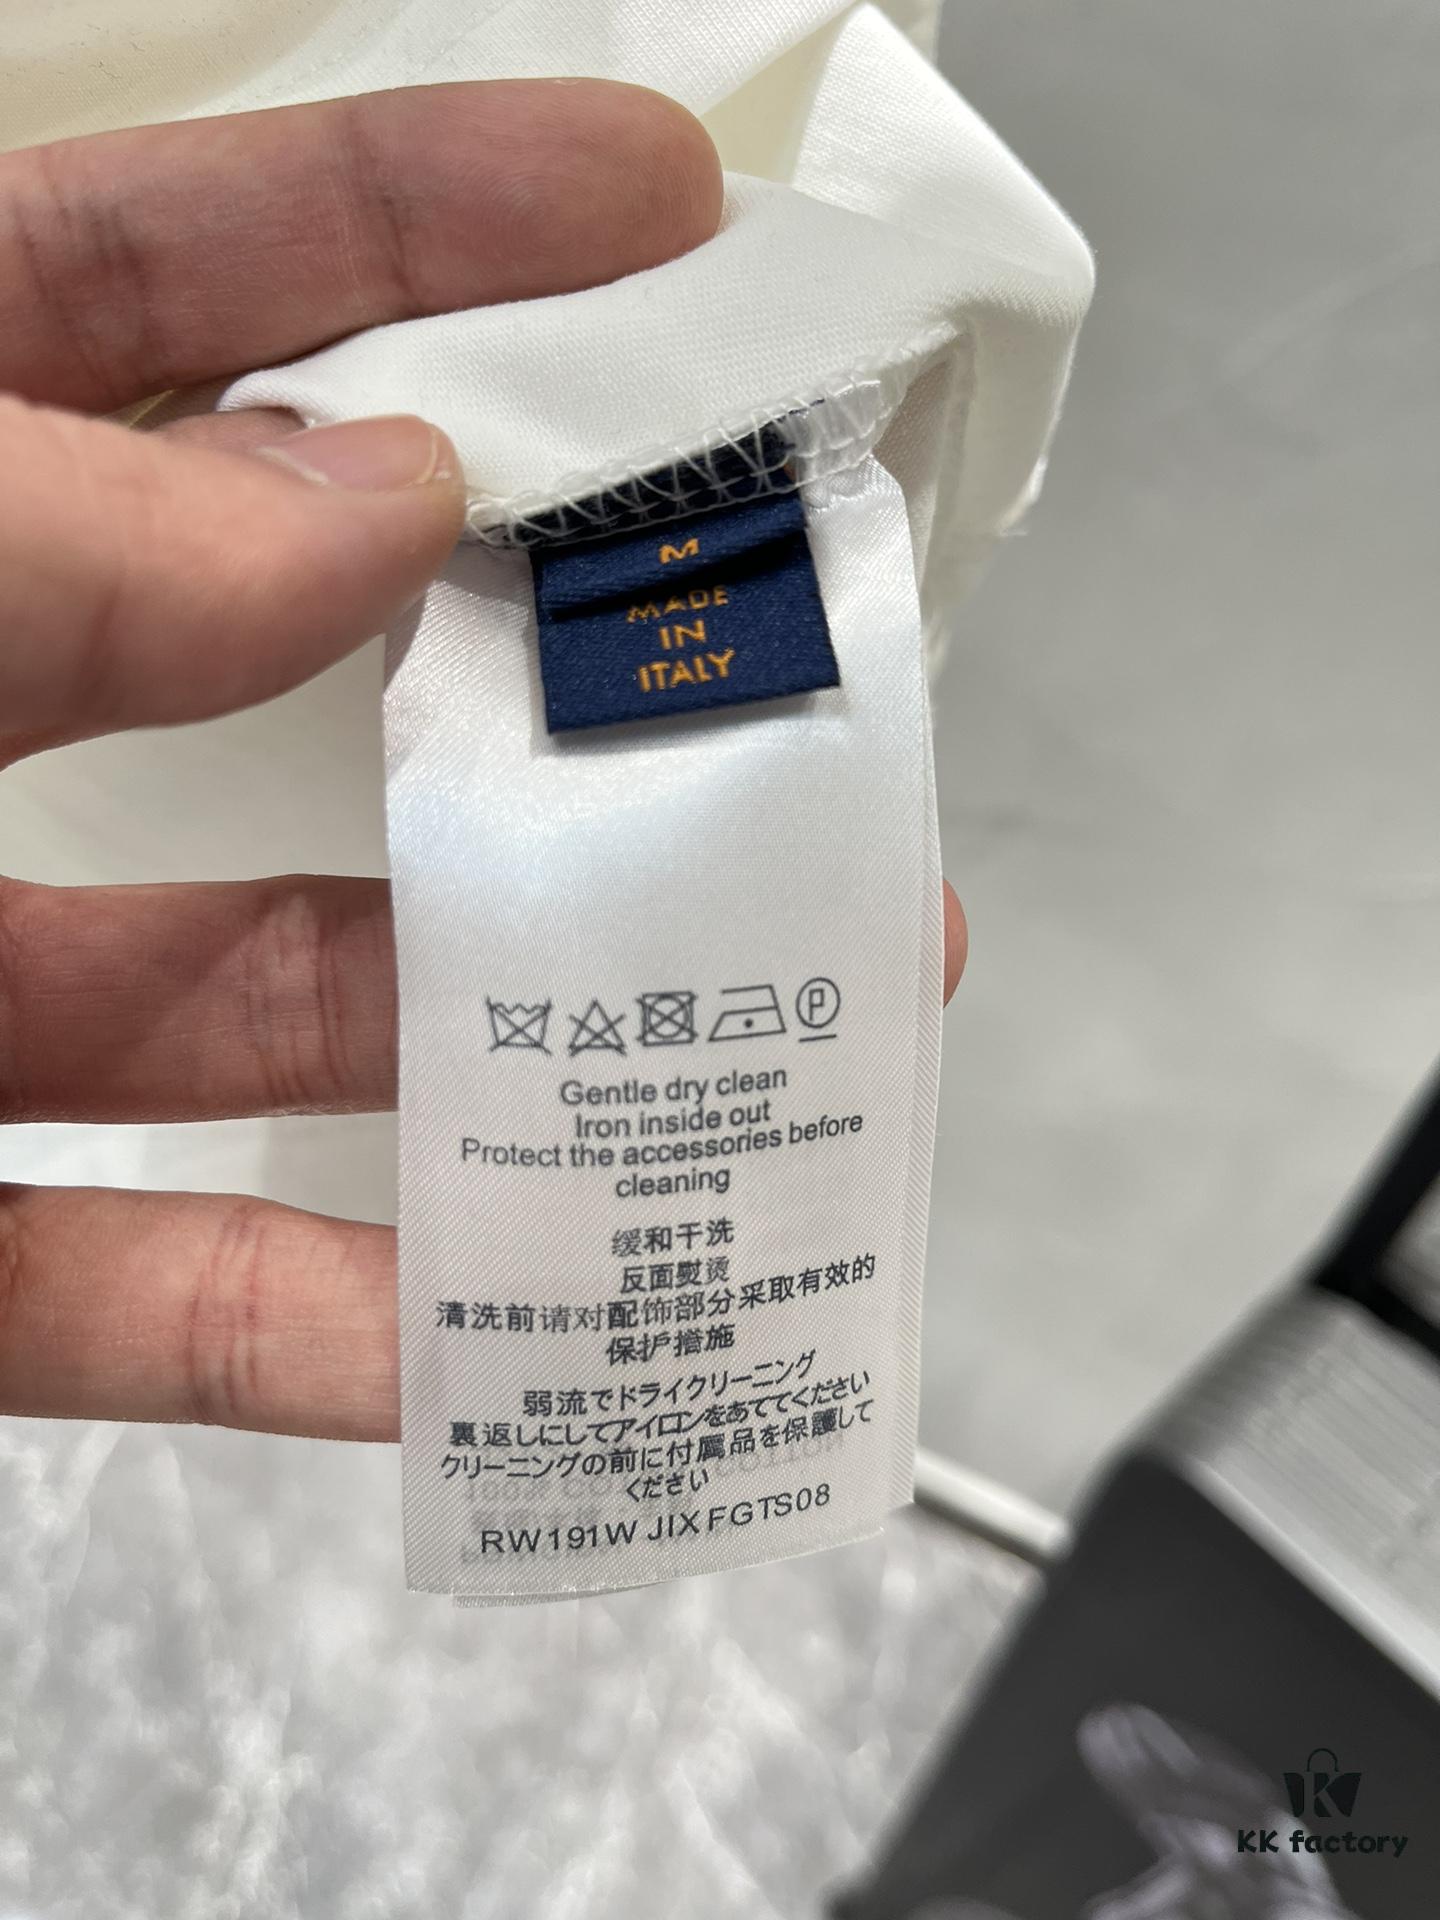 M
MADE
IN
ITALY
P
Gentle dry clean
Iron inside out
Protect the accessories before
cleaning
缓和干洗
反面熨烫
清洗前请对配饰部分采取有效的
保护措施
弱流でドライクリーニング
裏返しにしてアイロンをあててください
クリーニングの前に付属品を保護して
ください
RW191W JIXFGTS08
KK factory